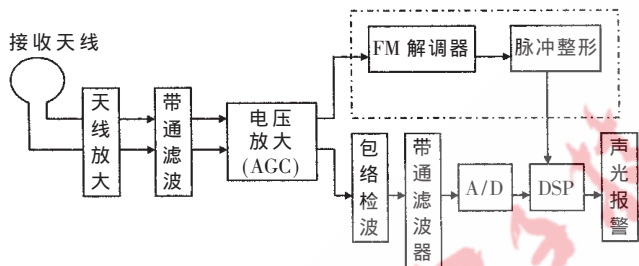 接收天线
天线放大
带通滤波
电压
放大
(AGC)
FM 解调器
脉冲整形
包络检波
带通滤波器
A/D
DSP
声光报警